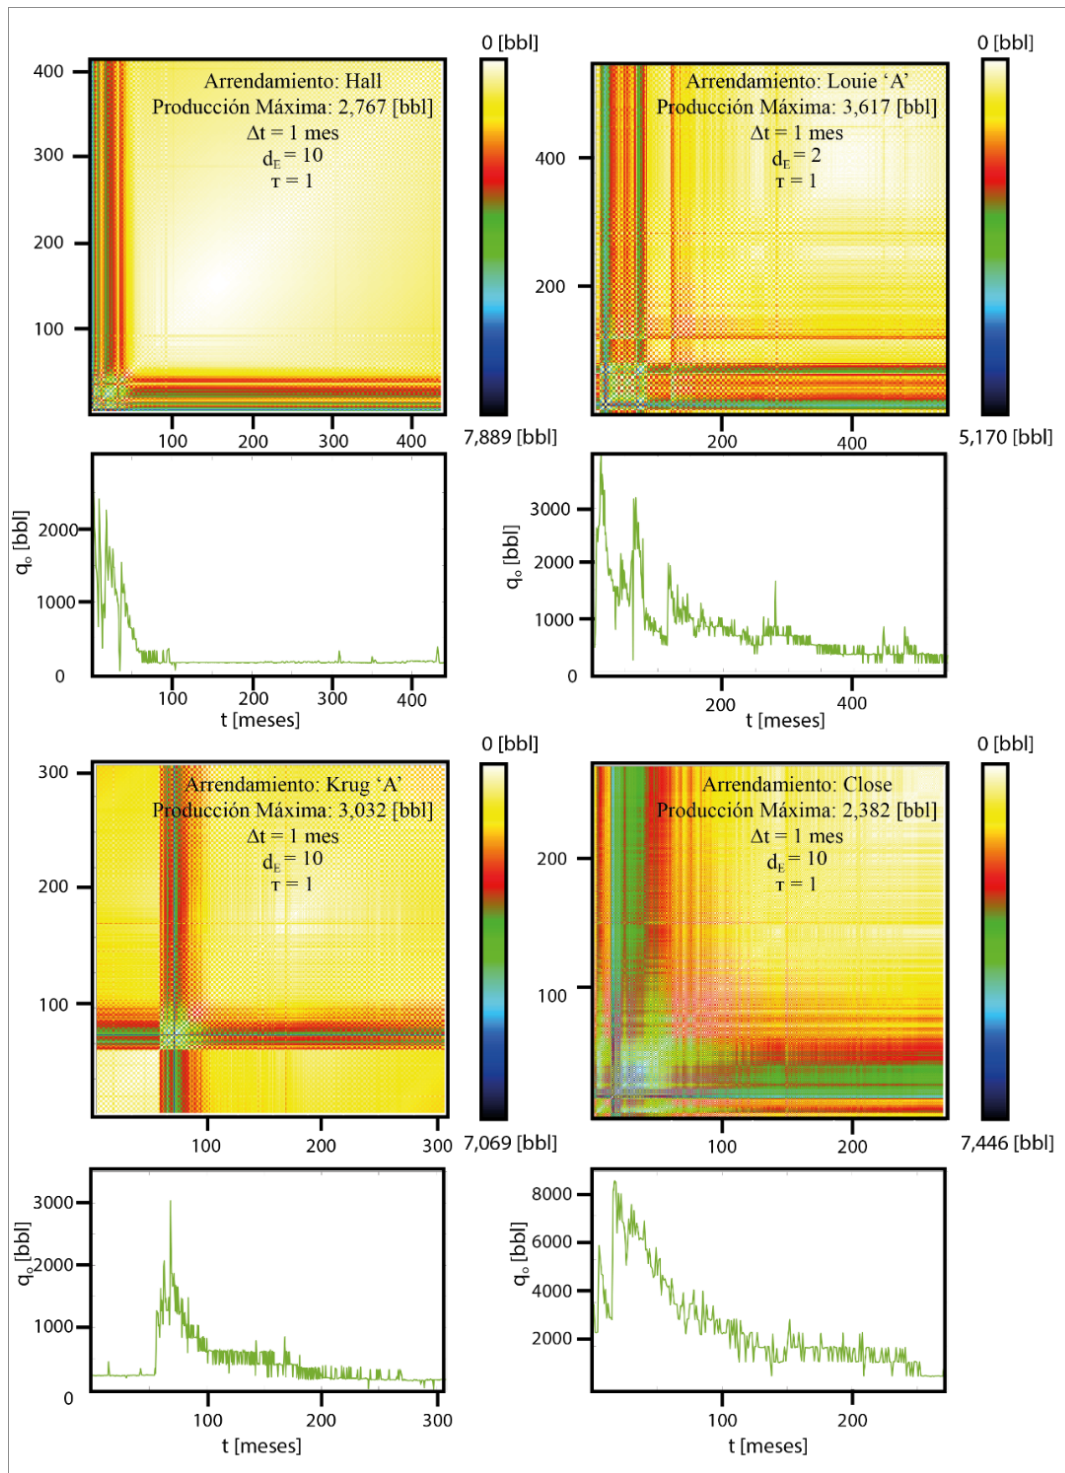 0 [bbl]
Arrendamiento: Hall
Producción Máxima: 2,767 [bbl]
Δt = 1 mes
dE = 10
τ = 1
400
300
200
100
100
200
300
400
7,889 [bbl]
0 [bbl]
Arrendamiento: Louie ‘A’
Producción Máxima: 3,617 [bbl]
Δt = 1 mes
dE = 2
τ = 1
400
200
200
400
5,170 [bbl]
qo [bbl]
2000
1000
0
100
200
300
400
t [meses]
qo [bbl]
3000
2000
1000
0
200
400
t [meses]
0 [bbl]
Arrendamiento: Krug ‘A’
Producción Máxima: 3,032 [bbl]
Δt = 1 mes
dE = 10
τ = 1
300
200
100
100
200
300
7,069 [bbl]
0 [bbl]
Arrendamiento: Close
Producción Máxima: 2,382 [bbl]
Δt = 1 mes
dE = 10
τ = 1
200
100
100
200
7,446 [bbl]
qo [bbl]
3000
2000
1000
0
100
200
300
t [meses]
qo [bbl]
8000
6000
4000
2000
100
200
t [meses]